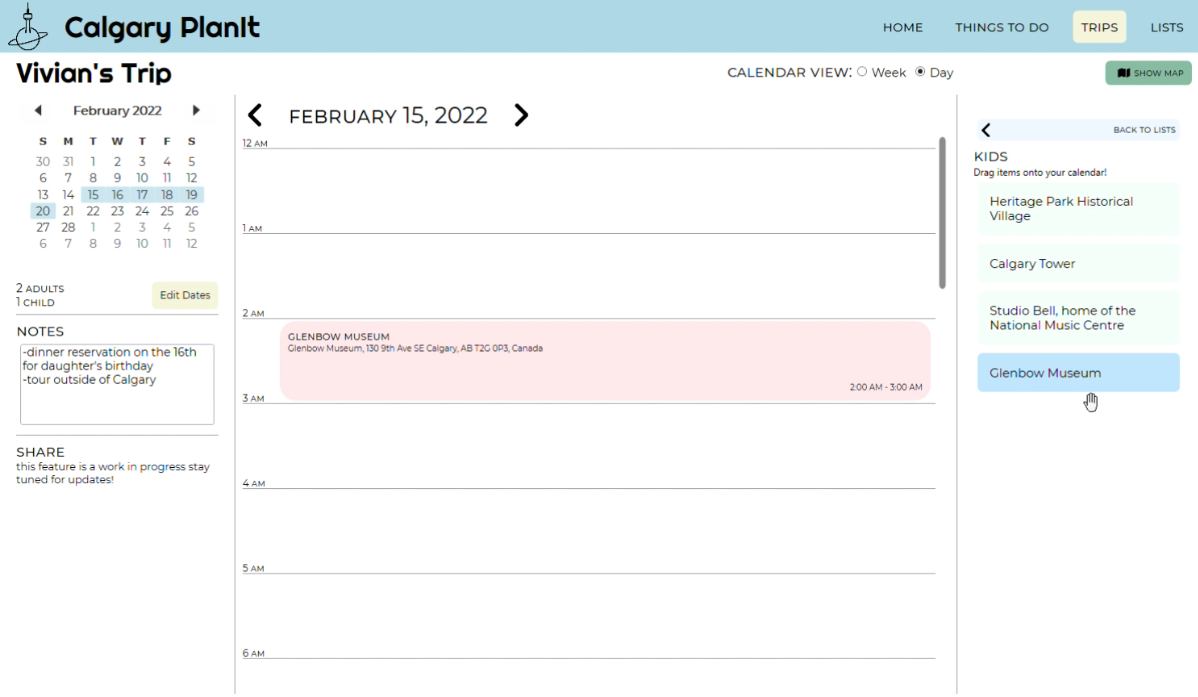 Calgary PlanIt
HOME THINGS TO DO TRIPS LISTS
Vivian's Trip
CALENDAR VIEW: Week Day
SHOW MAP
February 2022
S M T W T F S
30 31 1 2 3 4 5
6 7 8 9 10 11 12
13 14 15 16 17 18 19
20 21 22 23 24 25 26
27 28 1 2 3 4 5
6 7 8 9 10 11 12
2 ADULTS
1 CHILD
Edit Dates
NOTES
-dinner reservation on the 16th
for daughter's birthday
-tour outside of Calgary
SHARE
this feature is a work in progress stay
tuned for updates!
FEBRUARY 15, 2022
12 AM
1 AM
2 AM
GLENBOW MUSEUM
Glenbow Museum, 130 9th Ave SE Calgary, AB T2G 0P3, Canada
2:00 AM - 3:00 AM
3 AM
4 AM
5 AM
6 AM
BACK TO LISTS
KIDS
Drag items onto your calendar!
Heritage Park Historical
Village
Calgary Tower
Studio Bell, home of the
National Music Centre
Glenbow Museum